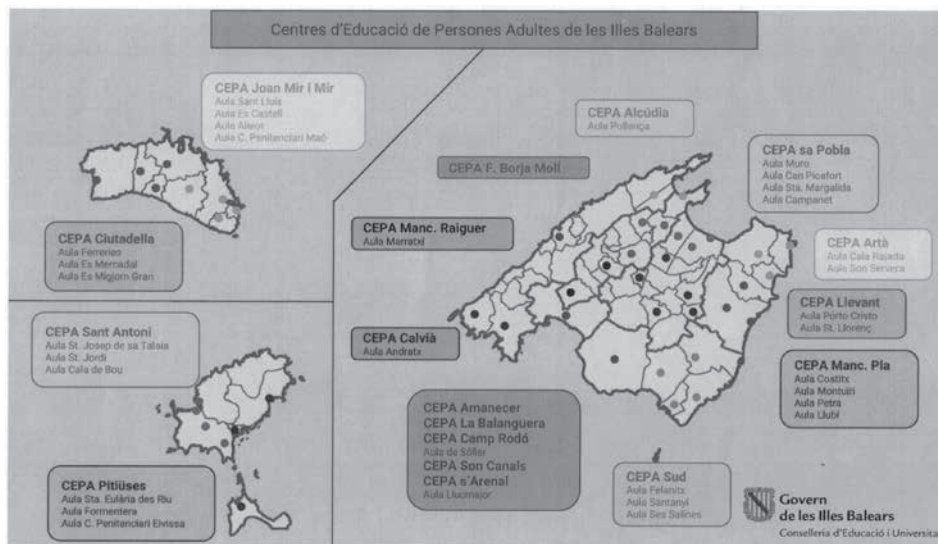 Centres d'Educació de Persones Adultes de les Illes Balears
CEPA Joan Mir i Mir
Aula Sant Lluís
Aula Es Castell
Aula Alaior
Aula C. Penitenciari Maó
CEPA Ciutadella
Aula Ferreries
Aula Es Mercadal
Aula Es Migjorn Gran
CEPA Sant Antoni
Aula St. Josep de sa Talaia
Aula St. Jordi
Aula Cala de Bou
CEPA Pitiüses
Aula Sta. Eulària des Riu
Aula Formentera
Aula C. Penitenciari Eivissa
CEPA Alcúdia
Aula Pollença
CEPA F. Borja Moll
CEPA sa Pobla
Aula Muro
Aula Can Picafort
Aula Sta. Margalida
Aula Campanet
CEPA Manc. Raiguer
Aula Marratxí
CEPA Artà
Aula Cala Rajada
Aula Son Servera
CEPA Llevant
Aula Porto Cristo
Aula St. Llorenç
CEPA Calvià
Aula Andratx
CEPA Manc. Pla
Aula Costitx
Aula Montuïri
Aula Petra
Aula Llubí
CEPA Amanecer
CEPA La Balanguera
CEPA Camp Rodó
Aula de Sóller
CEPA Son Canals
CEPA s'Arenal
Aula Llucmajor
CEPA Sud
Aula Felanitx
Aula Santanyí
Aula Ses Salines
Govern
de les Illes Balears
Conselleria d'Educació i Universitat